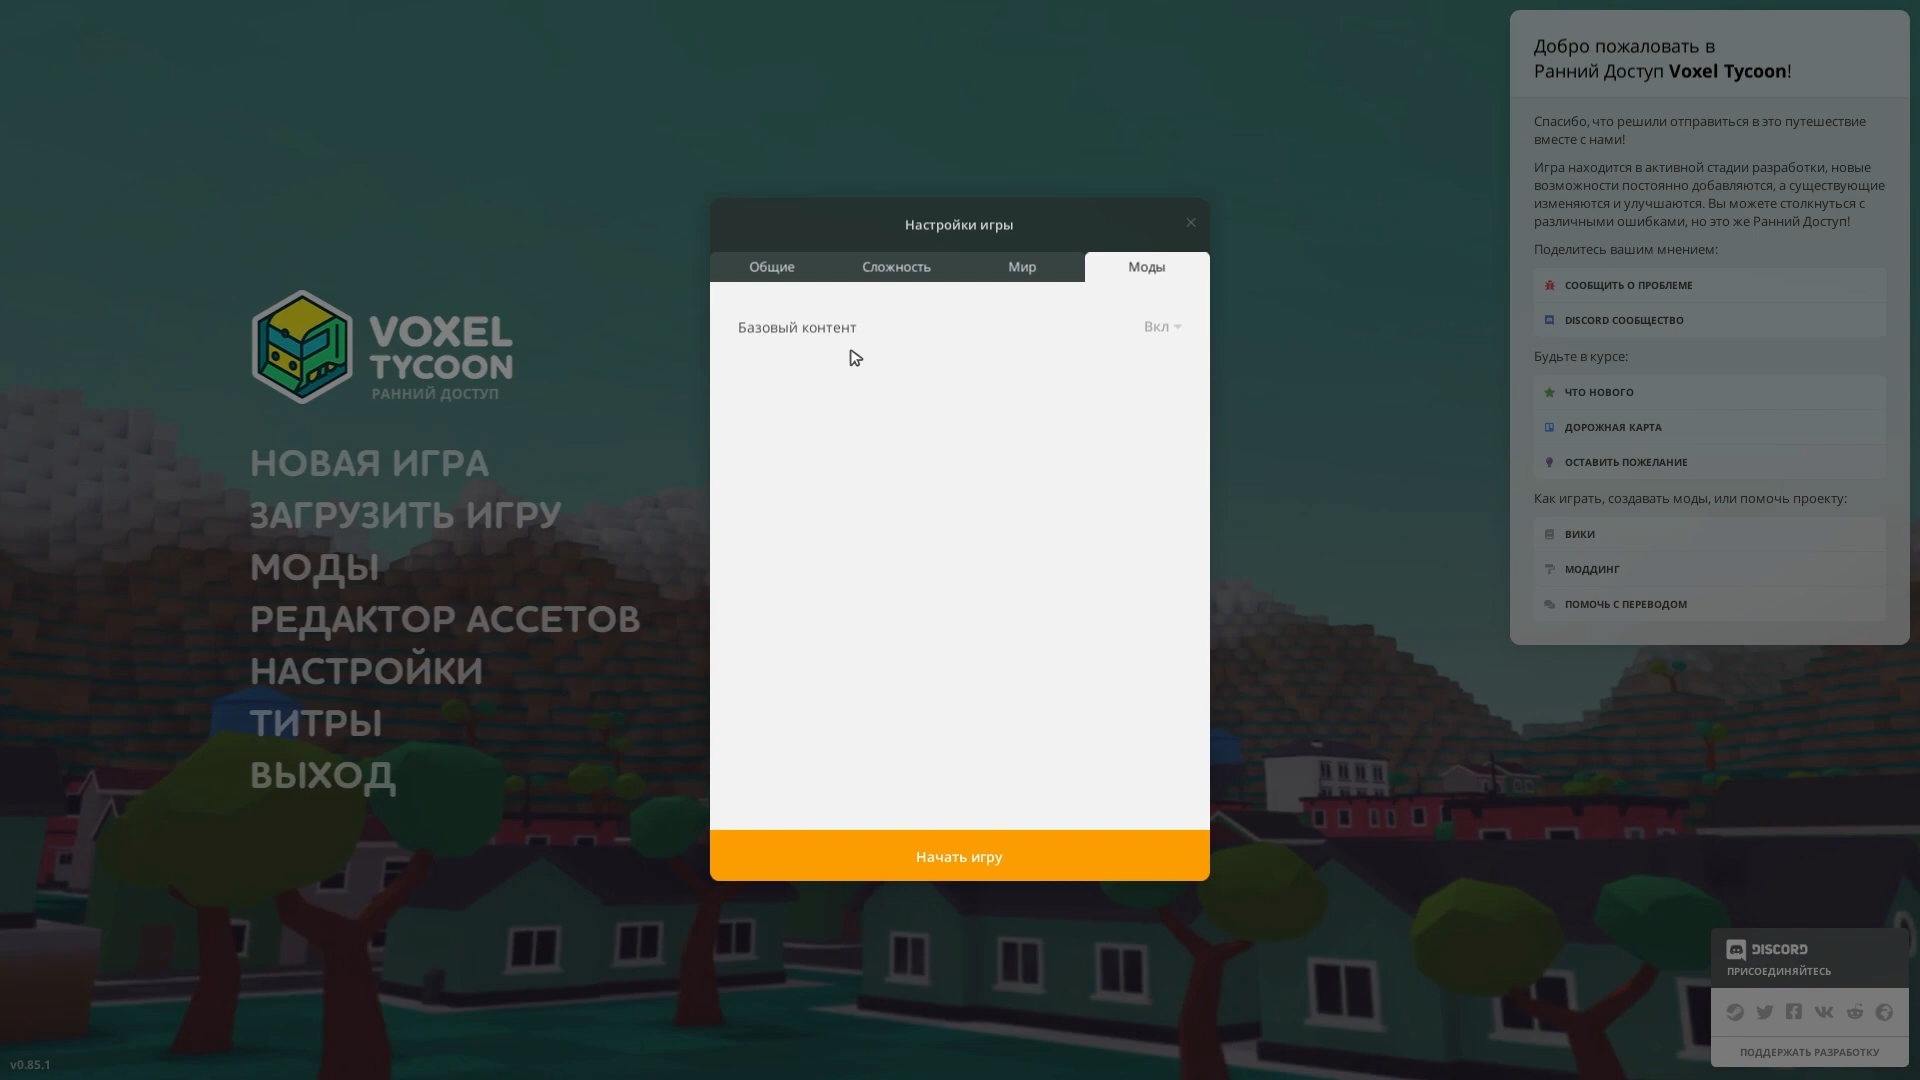 VOXEL
TYCOON
РАННИЙ ДОСТУП
НОВАЯ ИГРА
ЗАГРУЗИТЬ ИГРУ
МОДЫ
РЕДАКТОР АССЕТОВ
НАСТРОЙКИ
ТИТРЫ
ВЫХОД
v0.85.1
Настройки игры
Общие Сложность Мир Моды
Базовый контент Вкл
Начать игру
Добро пожаловать в
Ранний Доступ Voxel Tycoon!
Спасибо, что решили отправиться в это путешествие
вместе с нами!
Игра находится в активной стадии разработки, новые
возможности постоянно добавляются, а существующие
изменяются и улучшаются. Вы можете столкнуться с
различными ошибками, но это же Ранний Доступ!
Поделитесь вашим мнением:
СООБЩИТЬ О ПРОБЛЕМЕ
DISCORD СООБЩЕСТВО
Будьте в курсе:
ЧТО НОВОГО
ДОРОЖНАЯ КАРТА
ОСТАВИТЬ ПОЖЕЛАНИЕ
Как играть, создавать моды, или помочь проекту:
ВИКИ
МОДДИНГ
ПОМОЧЬ С ПЕРЕВОДОМ
DISCORD
ПРИСОЕДИНЯЙТЕСЬ
ПОДДЕРЖАТЬ РАЗРАБОТКУ